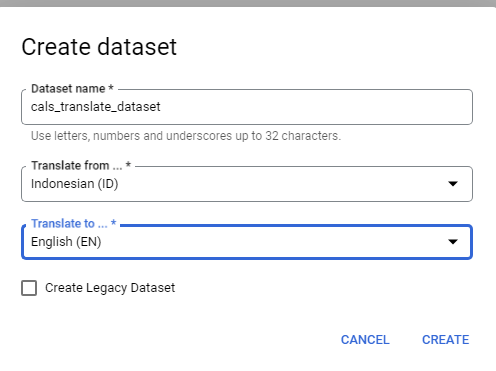 Create dataset
Dataset name *
cals_translate_dataset
Use letters, numbers and underscores up to 32 characters.
Translate from ... *
Indonesian (ID)
Translate to ... *
English (EN)
Create Legacy Dataset
CANCEL CREATE